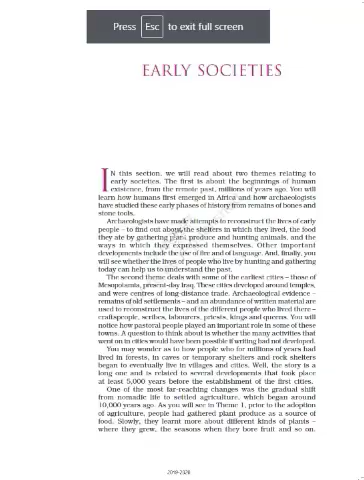 Press Esc to exit full screen
EARLY SOCIETIES
IN this section, we will read about two themes relating to
early societies. The first is about the beginnings of human
existence, from the remote past, millions of years ago. You will
learn how humans first emerged in Africa and how archaeologists
have studied these early phases of history from remains of bones and
stone tools.
Archaeologists have made attempts to reconstruct the lives of early
people – to find out about the shelters in which they lived, the food
they ate by gathering plant produce and hunting animals, and the
ways in which they expressed themselves. Other important
developments include the use of fire and of language. And, finally, you
will see whether the lives of people who live by hunting and gathering
today can help us to understand the past.
The second theme deals with some of the earliest cities – those of
Mesopotamia, present-day Iraq. These cities developed around temples,
and were centres of long-distance trade. Archaeological evidence –
remains of old settlements – and an abundance of written material are
used to reconstruct the lives of the different people who lived there –
craftspeople, scribes, labourers, priests, kings and queens. You will
notice how pastoral people played an important role in some of these
towns. A question to think about is whether the many activities that
went on in cities would have been possible if writing had not developed.
You may wonder as to how people who for millions of years had
lived in forests, in caves or temporary shelters and rock shelters
began to eventually live in villages and cities. Well, the story is a
long one and is related to several developments that took place
at least 5,000 years before the establishment of the first cities.
One of the most far-reaching changes was the gradual shift
from nomadic life to settled agriculture, which began around
10,000 years ago. As you will see in Theme 1, prior to the adoption
of agriculture, people had gathered plant produce as a source of
food. Slowly, they learnt more about different kinds of plants –
where they grew, the seasons when they bore fruit and so on.
2019-2020